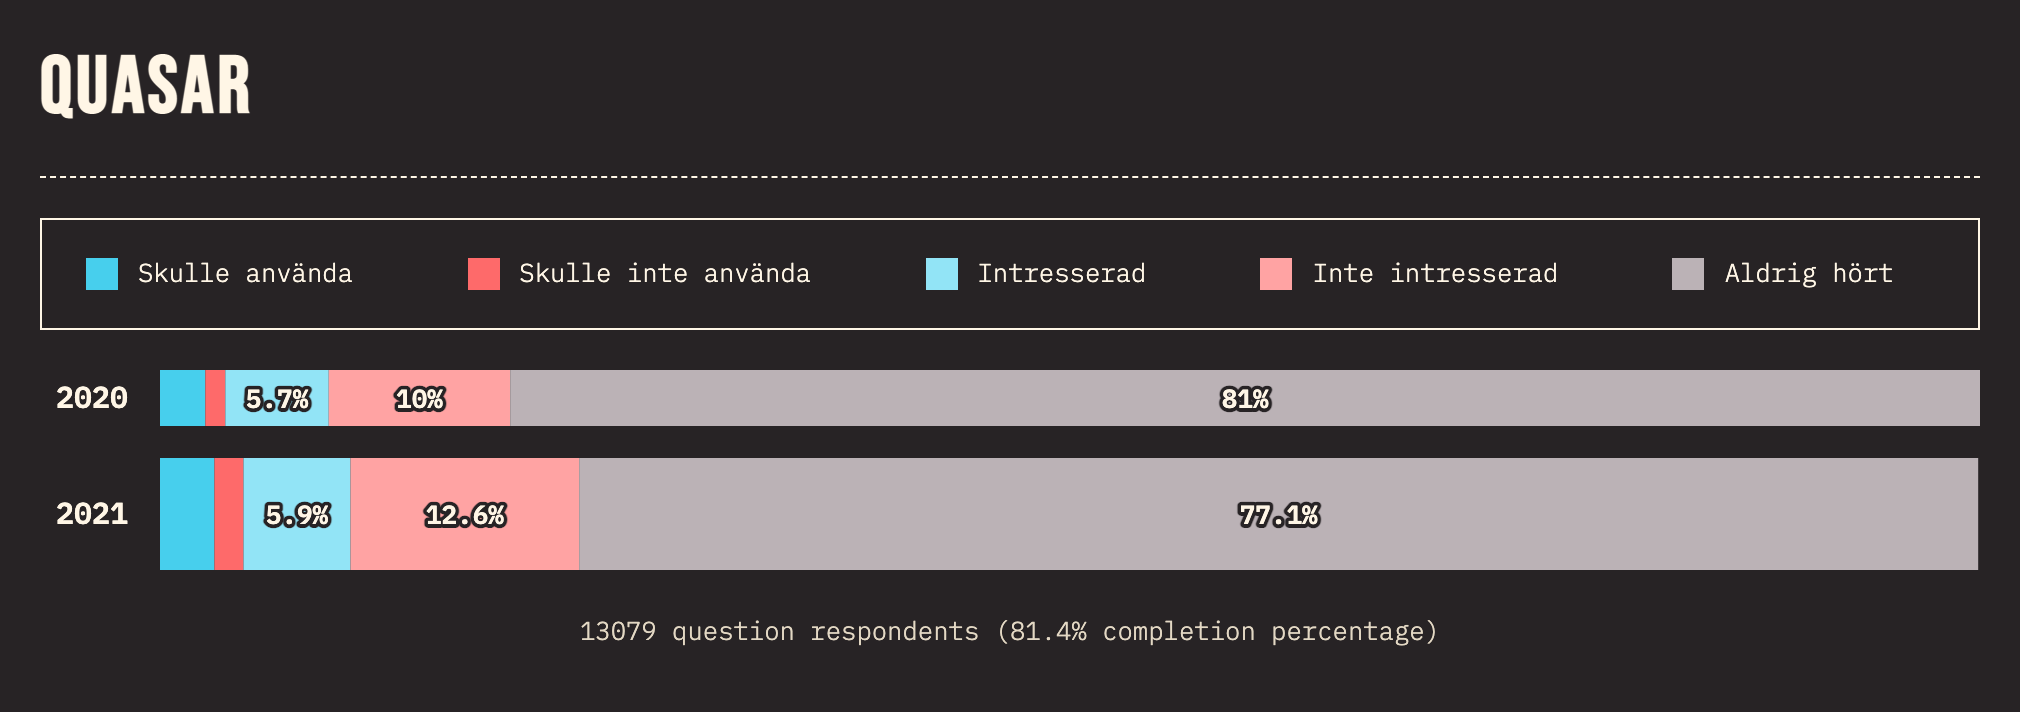 QUASAR
Skulle använda Skulle inte använda Intresserad Inte intresserad Aldrig hört
2020 5.7% 10% 81%
2021 5.9% 12.6% 77.1%
13079 question respondents (81.4% completion percentage)